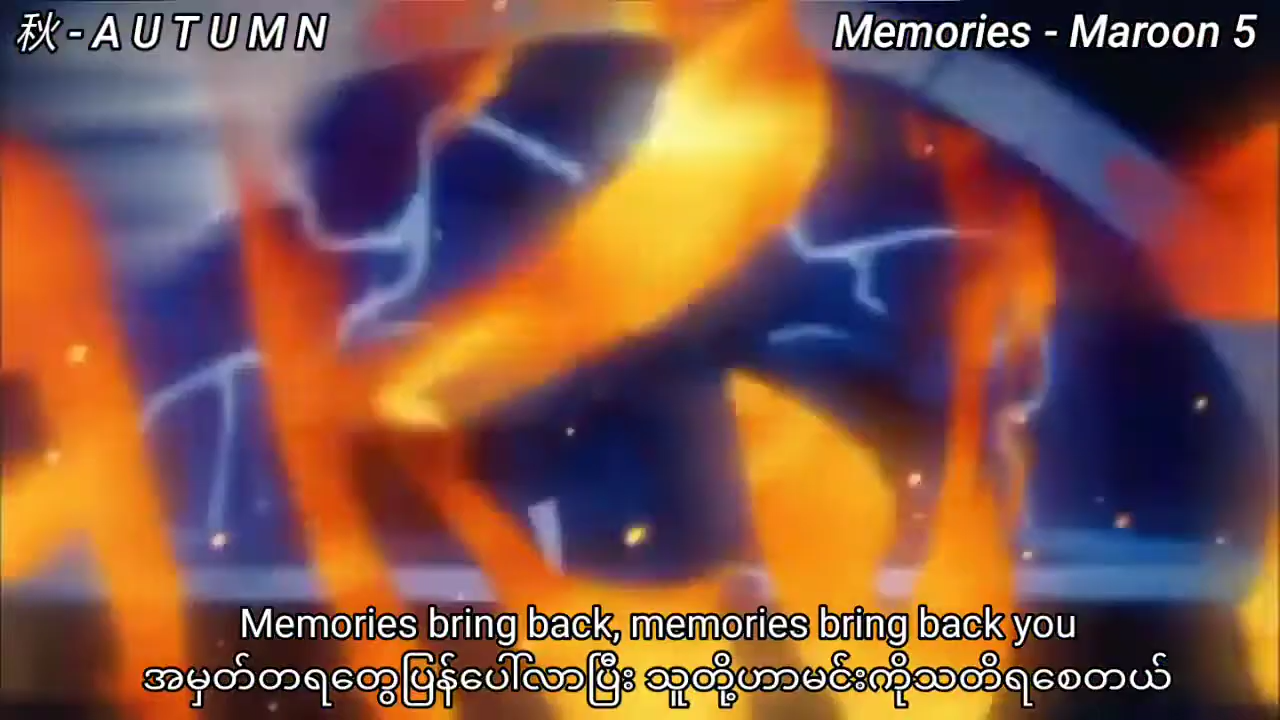 秋 - A U T U M N
Memories - Maroon 5
Memories bring back, memories bring back you
အမှတ်တရတွေပြန်ပေါ်လာပြီး သူတို့ဟာမင်းကိုသတိရစေတယ်